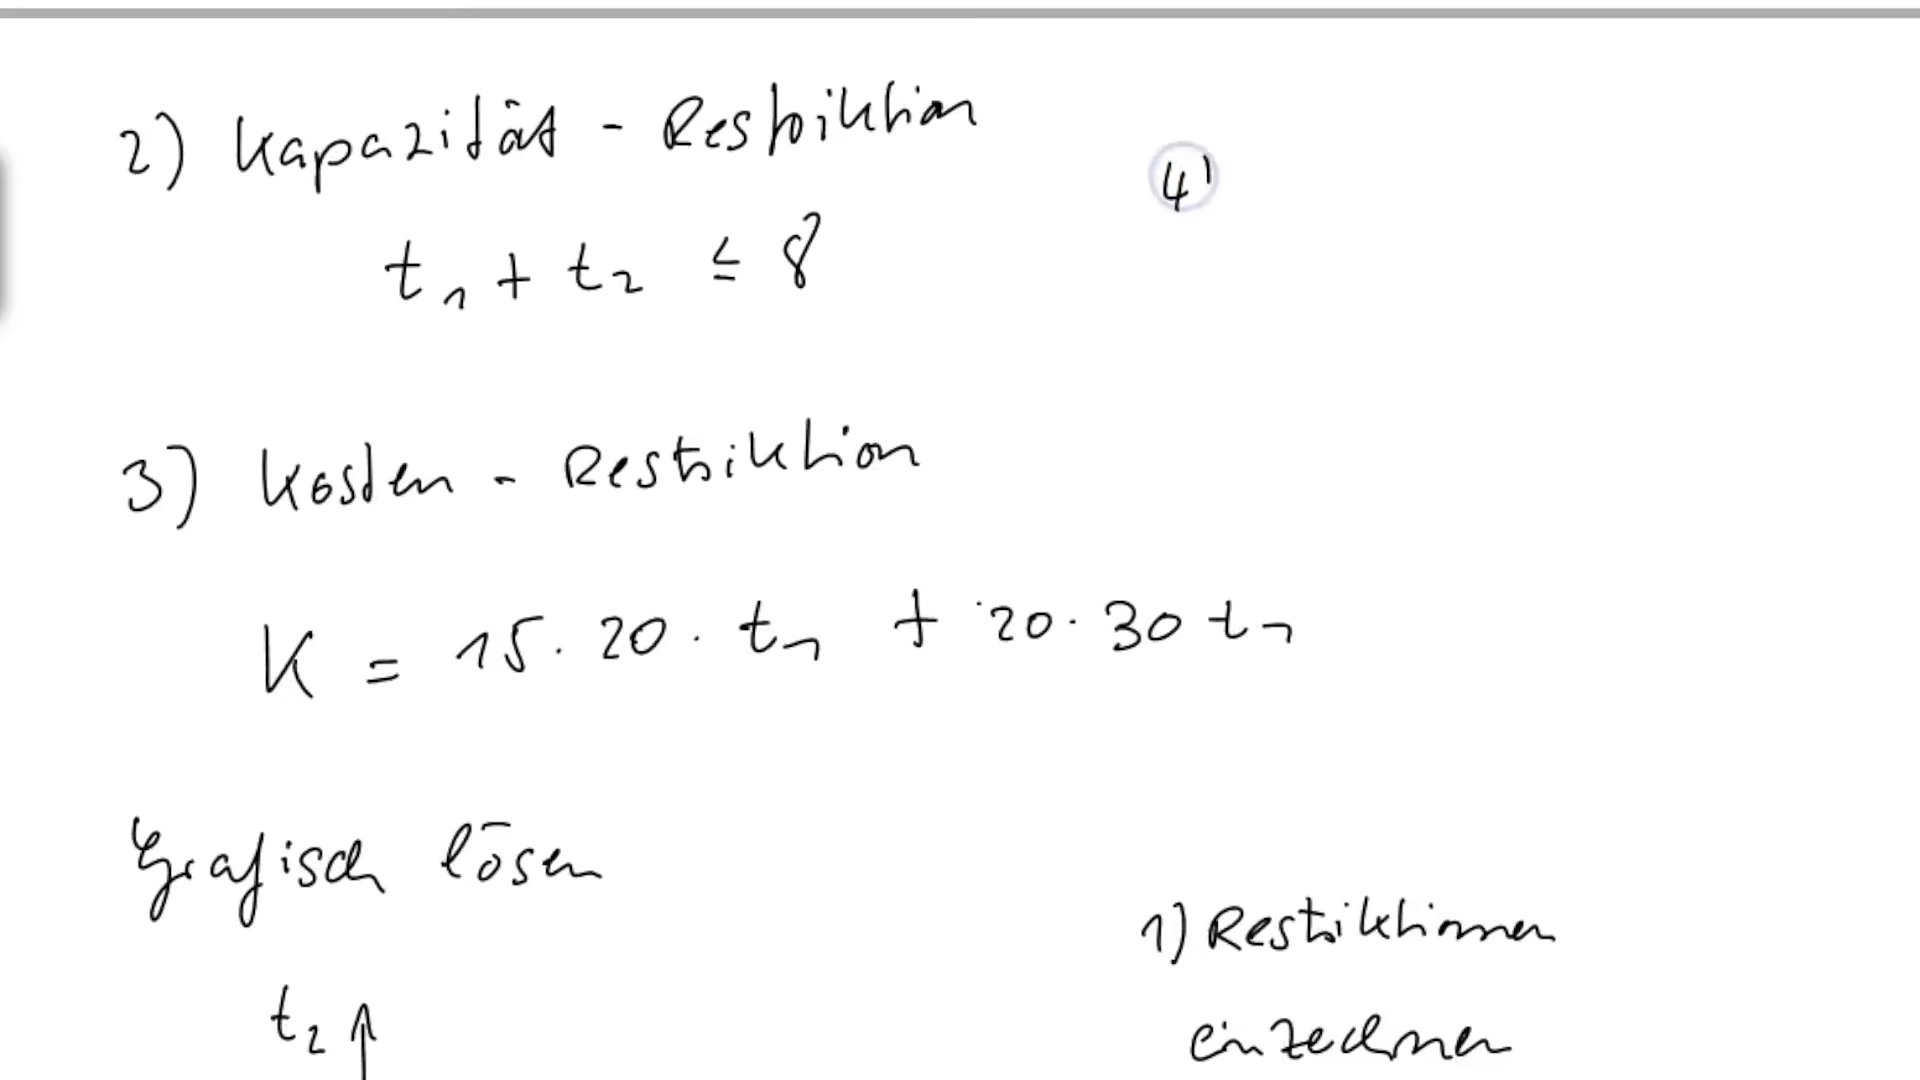 2) Kapazität - Restriktion
4)
t₁ + t₂ ≤ 8
3) Kosten - Restriktion
K = 15 · 20 · t₁ + 20 · 30 t₁
Grafisch lösen
1) Restriktionen
einzeichnen
t₂ ↑